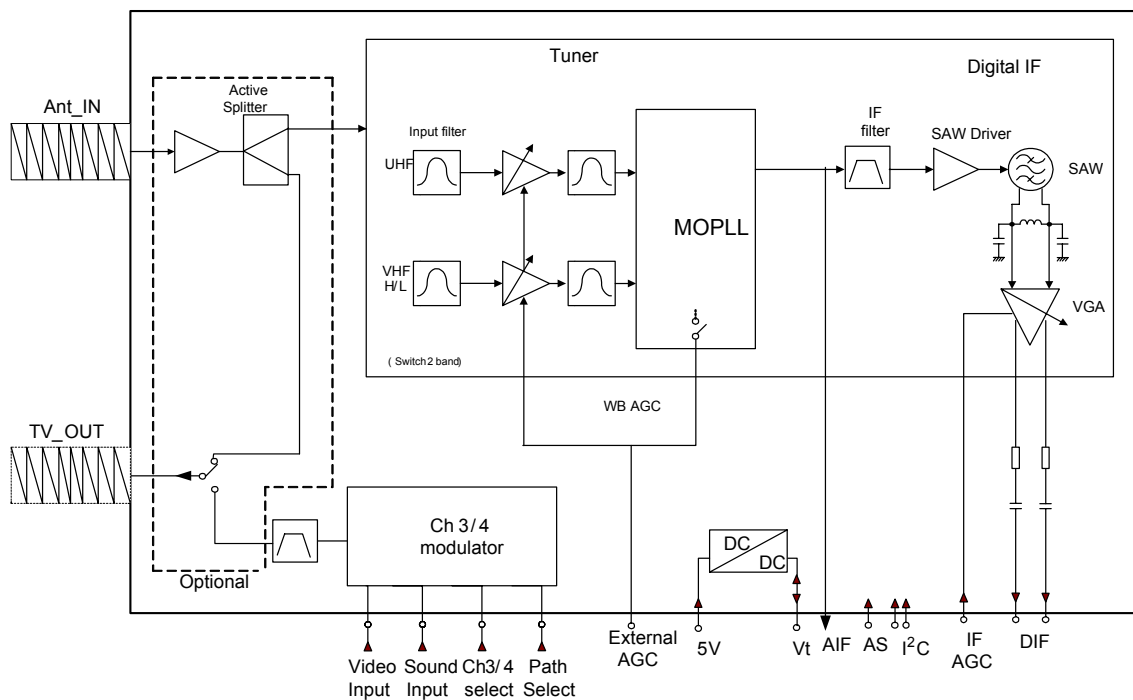 Tuner
Digital IF
Active
Splitter
Ant_IN
Input filter
UHF
IF
filter
SAW Driver
SAW
MOPLL
VHF
H/L
VGA
( Switch 2 band)
WB AGC
TV_OUT
Ch 3/4
modulator
DC
DC
Optional
Video
Input
Sound
Input
Ch3/4
select
Path
Select
External
AGC
5V
Vt
AIF
AS
I²C
IF
AGC
DIF